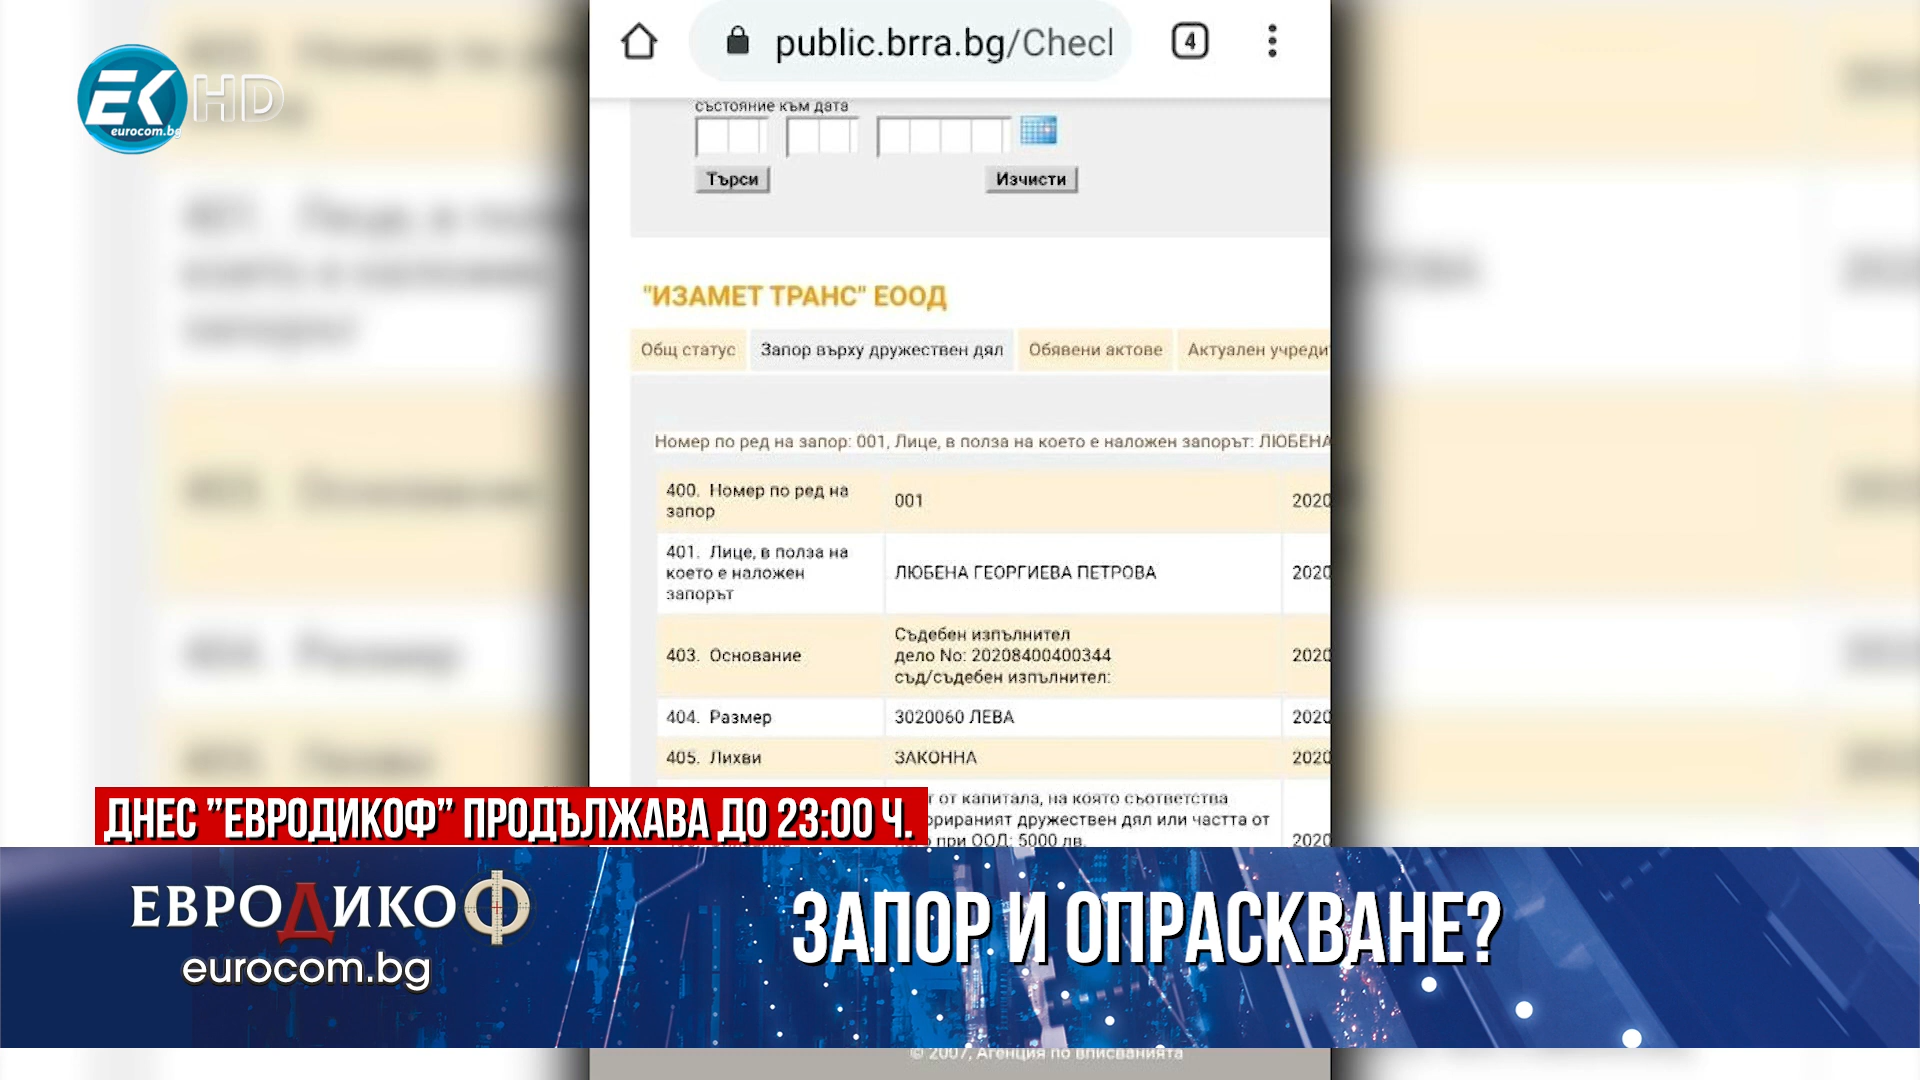 EK HD
eurocom.bg
public.brra.bg/Checl
4
състояние към дата
Търси
Изчисти
"ИЗАМЕТ ТРАНС" ЕООД
Общ статус
Запор върху дружествен дял
Обявени актове
Актуален учреди
Номер по ред на запор: 001, Лице, в полза на което е наложен запорът: ЛЮБЕНА
400. Номер по ред на
запор
001
2020
401. Лице, в полза на
което е наложен
запорът
ЛЮБЕНА ГЕОРГИЕВА ПЕТРОВА
2020
403. Основание
Съдебен изпълнител
дело No: 20208400400344
съд/съдебен изпълнител:
2020
404. Размер
3020060 ЛЕВА
2020
405. Лихви
ЗАКОННА
2020
от капитала, на която съответства
дружествен дял или частта от
при ООД: 5000 лв.
2020
ДНЕС "ЕВРОДИКОФ" ПРОДЪЛЖАВА ДО 23:00 Ч.
ЕВРОДИКОФ
eurocom.bg
ЗАПОР И ОПРАСКВАНЕ?
© 2007, Агенция по вписванията